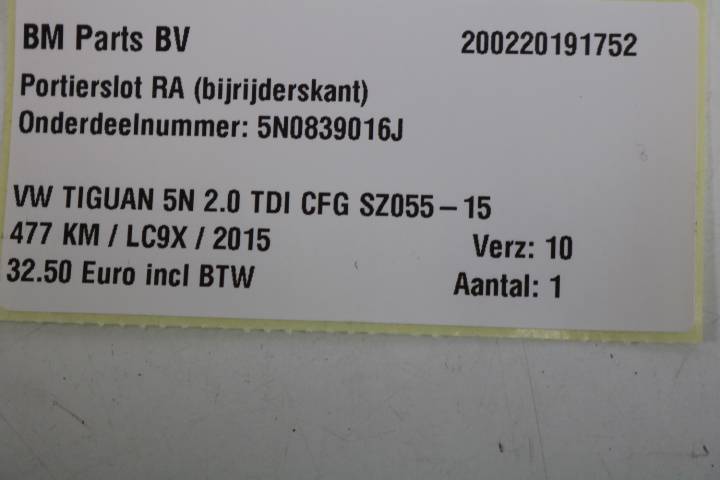 BM Parts BV 200220191752
Portierslot RA (bijrijderskant)
Onderdeelnummer: 5N0839016J
VW TIGUAN 5N 2.0 TDI CFG SZ055-15
477 KM / LC9X / 2015 Verz: 10
32.50 Euro incl BTW Aantal: 1